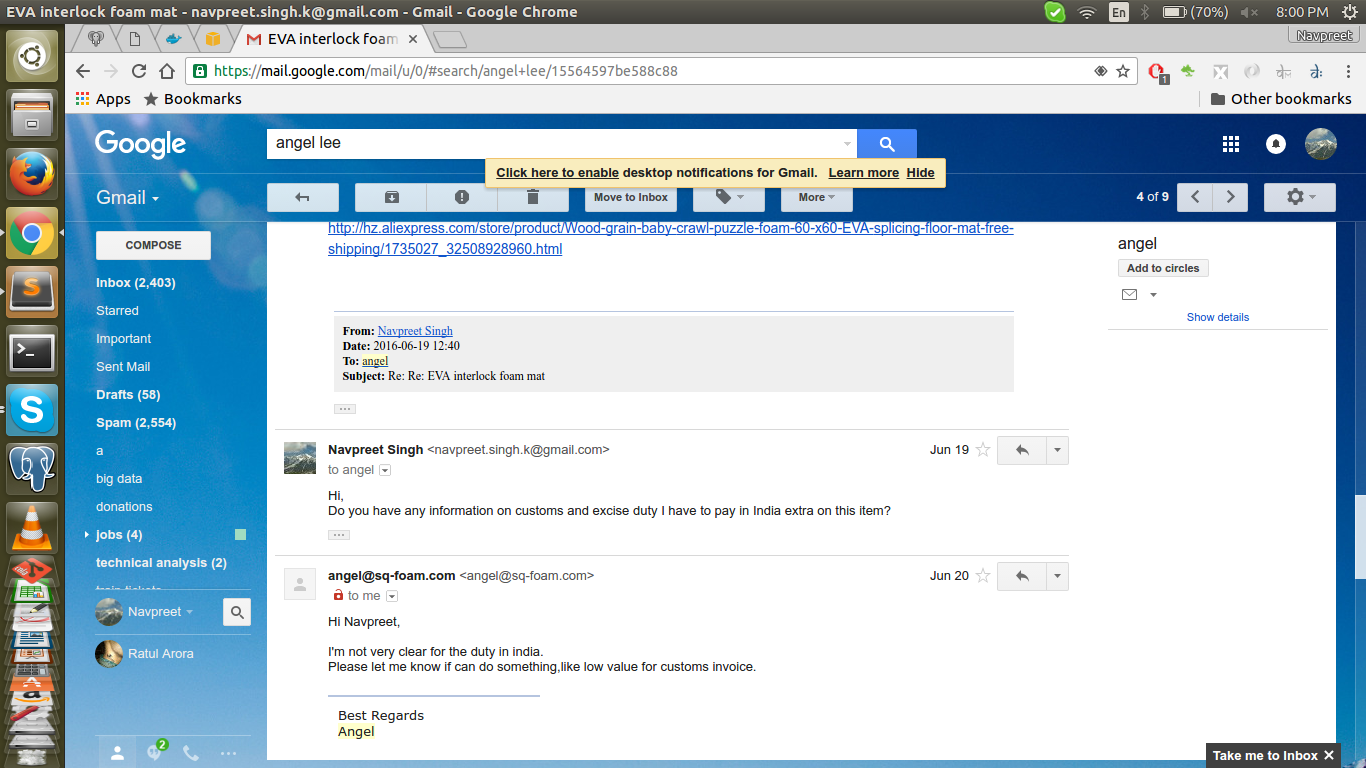 EVA interlock foam mat - navpreet.singh.k@gmail.com - Gmail - Google Chrome
En
(70%)
8:00 PM
EVA interlock foam
Navpreet
https://mail.google.com/mail/u/0/#search/angel+lee/15564597be588c88
1
Apps
Bookmarks
Other bookmarks
Google
angel lee
Click here to enable desktop notifications for Gmail. Learn more Hide
Gmail
Move to Inbox
More
4 of 9
COMPOSE
Inbox (2,403)
Starred
Important
Sent Mail
Drafts (58)
Spam (2,554)
a
big data
donations
jobs (4)
technical analysis (2)
train tickets
Navpreet
Ratul Arora
2
http://hz.aliexpress.com/store/product/Wood-grain-baby-crawl-puzzle-foam-60-x60-EVA-splicing-floor-mat-free-
shipping/1735027_32508928960.html
From: Navpreet Singh
Date: 2016-06-19 12:40
To: angel
Subject: Re: Re: EVA interlock foam mat
Navpreet Singh <navpreet.singh.k@gmail.com>
Jun 19
to angel
Hi,
Do you have any information on customs and excise duty I have to pay in India extra on this item?
angel@sq-foam.com <angel@sq-foam.com>
Jun 20
to me
Hi Navpreet,
I'm not very clear for the duty in india.
Please let me know if can do something,like low value for customs invoice.
Best Regards
Angel
angel
Add to circles
Show details
Take me to Inbox